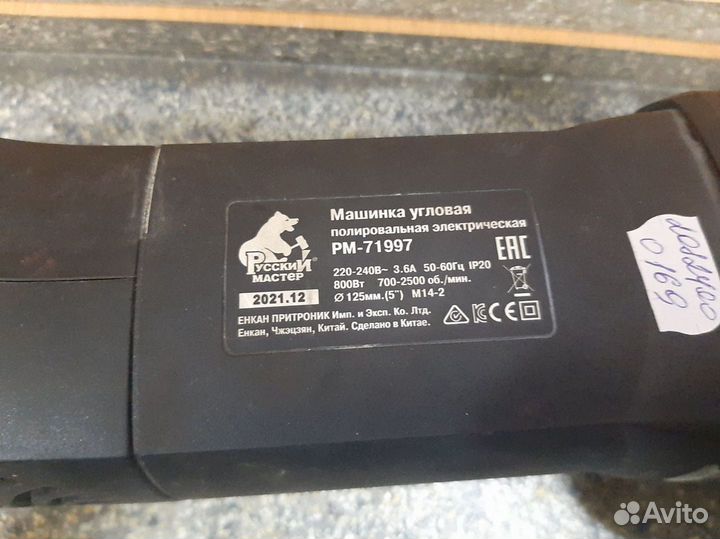 Машинка угловая
полировальная электрическая
РМ-71997
220-240В~ 3.6А 50-60Гц IP20
800Вт 700-2500 об./мин.
Ø 125мм. (5") М14-2
РУССКИЙ
МАСТЕР
2021.12
ЕНКАН ПРИТРОНИК Имп. и Эксп. Ко. Лтд.
Енкан, Чжэцзян, Китай. Сделано в Китае.
EAC
CE
0169
Avito